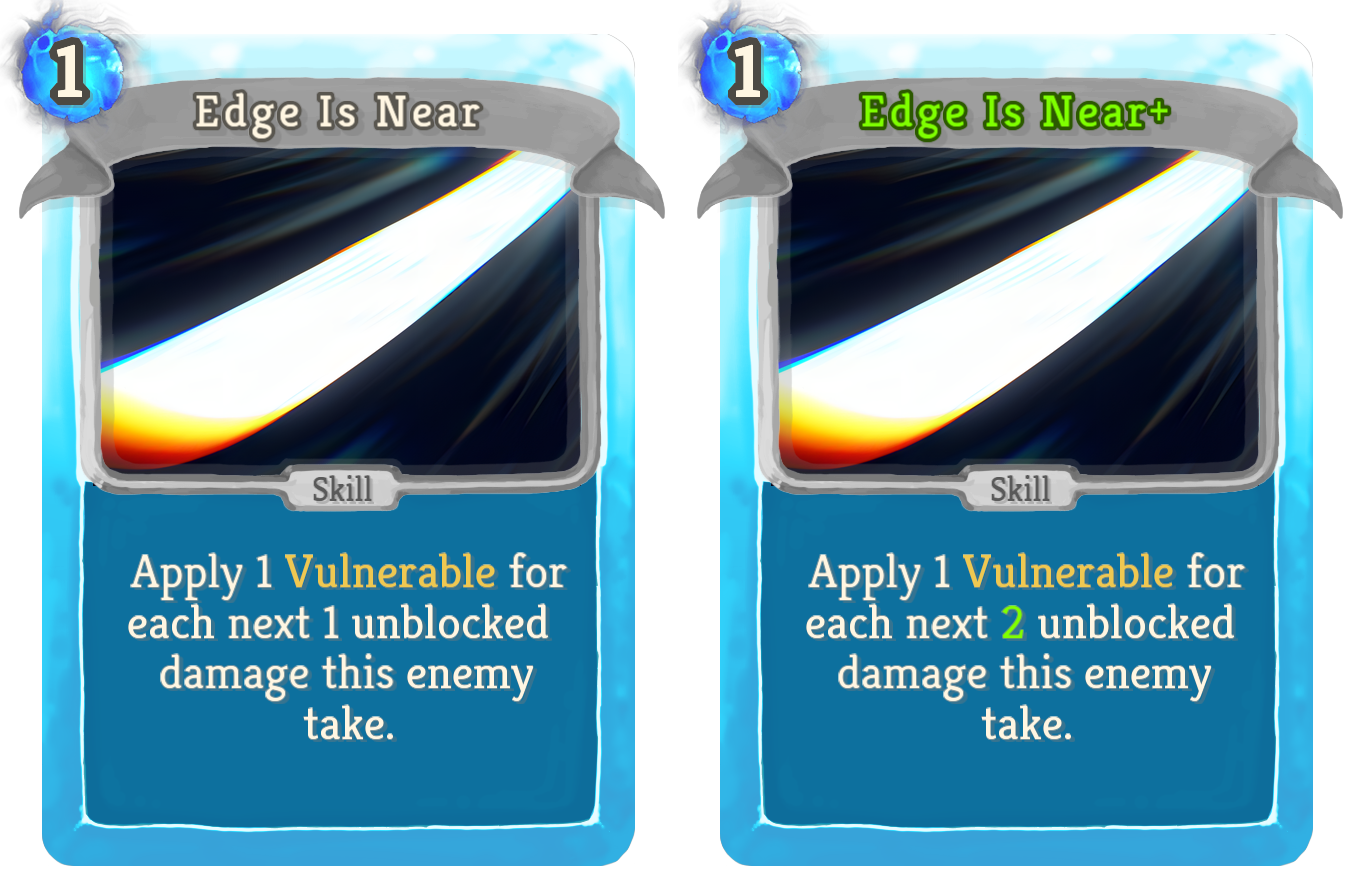 1
Edge Is Near
Skill
Apply 1 Vulnerable for
each next 1 unblocked
damage this enemy
take.
1
Edge Is Near+
Skill
Apply 1 Vulnerable for
each next 2 unblocked
damage this enemy
take.